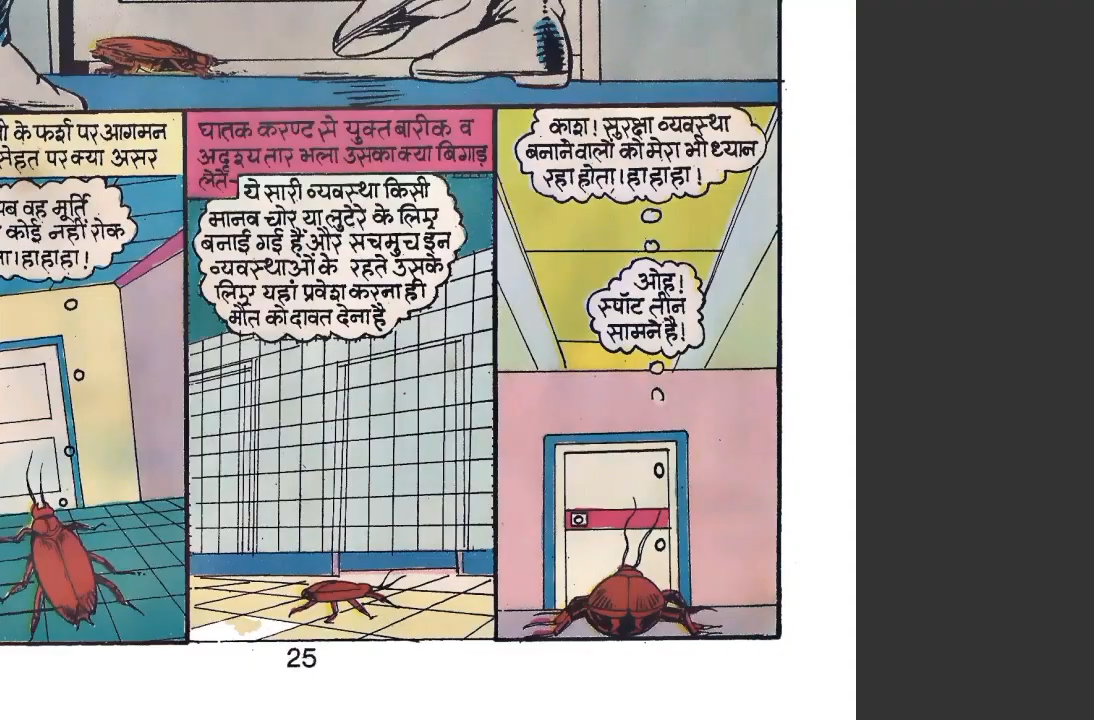 के फर्श पर आगमन
सेहत पर क्या असर
वह मूर्ति
कोई नहीं रोक
हाहाहा!
घातक करण्ट से युक्त बारीक व
अदृश्य तार भला उसका क्या बिगाड़
लेते-
ये सारी व्यवस्था किसी
मानव चोर या लुटेरे के लिए
बनाई गई है और सचमुच इन
व्यवस्थाओं के रहते उसके
लिए यहां प्रवेश करना ही
मौत को दावत देना है
काश! सुरक्षा व्यवस्था
बनाने वालों को मेरा भी ध्यान
रहा होता। हा हा हा!
ओह!
स्पॉट तीन
सामने है!
25